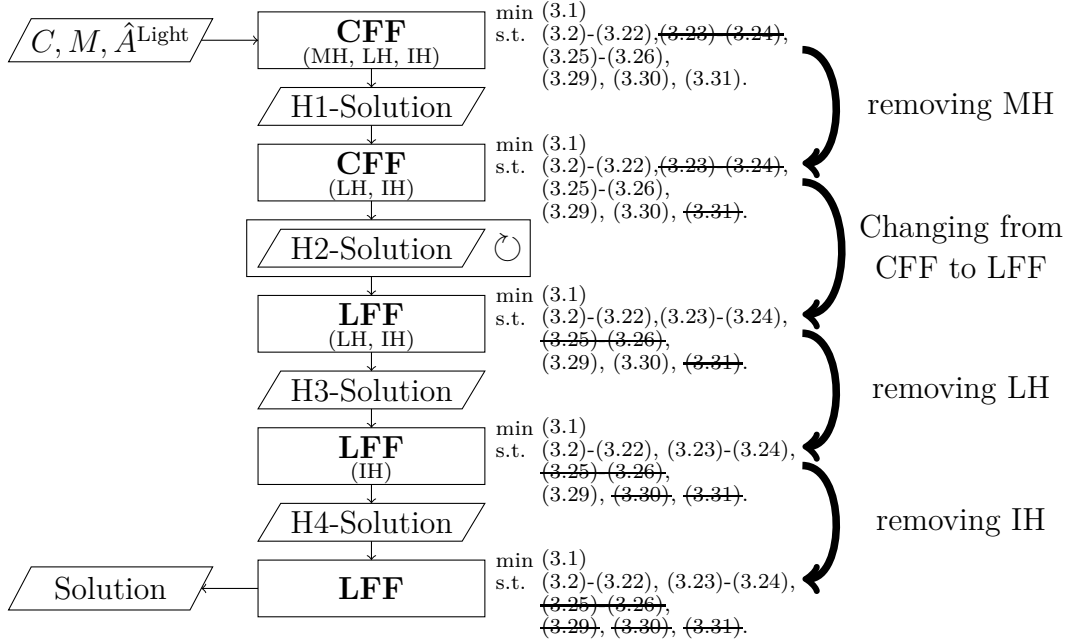 C, M, Â^Light
CFF
(MH, LH, IH)
min (3.1)
s.t. (3.2)-(3.22),(3.23)-(3.24),
(3.25)-(3.26),
(3.29), (3.30), (3.31).
removing MH
H1-Solution
CFF
(LH, IH)
min (3.1)
s.t. (3.2)-(3.22),(3.23)-(3.24),
(3.25)-(3.26),
(3.29), (3.30), (3.31).
Changing from
CFF to LFF
H2-Solution ↻
LFF
(LH, IH)
min (3.1)
s.t. (3.2)-(3.22),(3.23)-(3.24),
(3.25)-(3.26),
(3.29), (3.30), (3.31).
removing LH
H3-Solution
LFF
(IH)
min (3.1)
s.t. (3.2)-(3.22), (3.23)-(3.24),
(3.25)-(3.26),
(3.29), (3.30), (3.31).
removing IH
H4-Solution
LFF
min (3.1)
s.t. (3.2)-(3.22), (3.23)-(3.24),
(3.25)-(3.26),
(3.29), (3.30), (3.31).
Solution